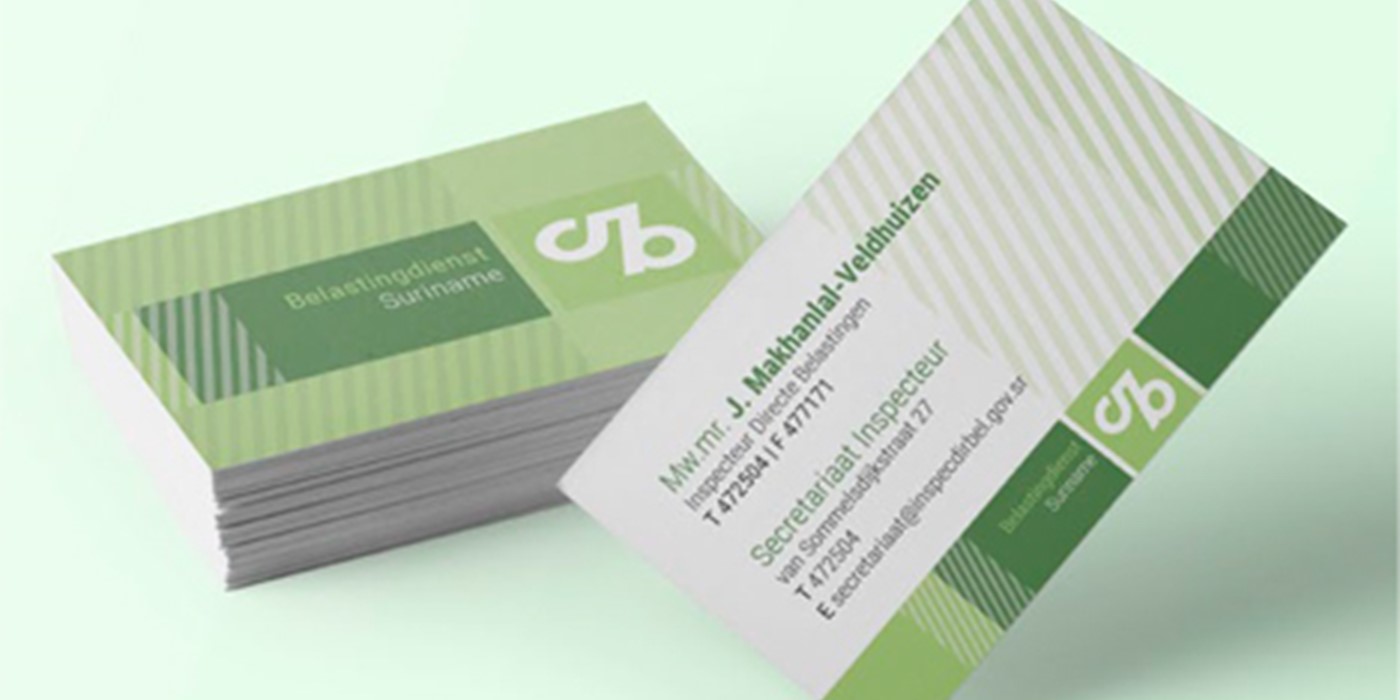 Belastingdienst
Suriname
Mw.mr. J. Makhanlal-Veldhuizen
Inspecteur Directe Belastingen
T 472504 | F 477171
Secretariaat Inspecteur
van Sommelsdijkstraat 27
T 472504
E secretariaat@inspecdirbel.gov.sr
Belastingdienst
Suriname